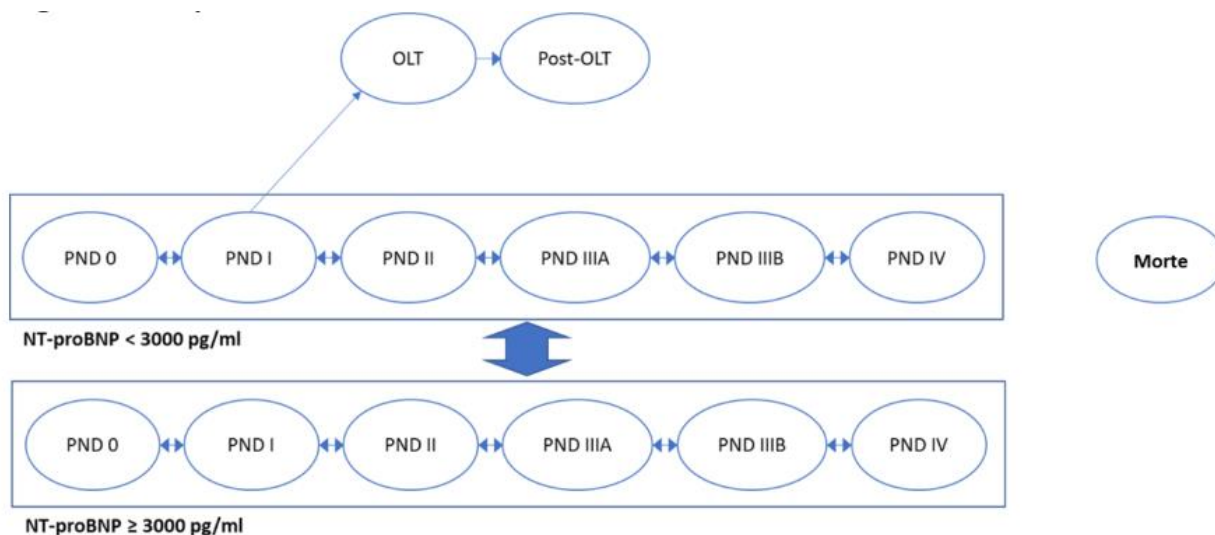 OLT
Post-OLT
PND 0
PND I
PND II
PND IIIA
PND IIIB
PND IV
Morte
NT-proBNP < 3000 pg/ml
PND 0
PND I
PND II
PND IIIA
PND IIIB
PND IV
NT-proBNP ≥ 3000 pg/ml